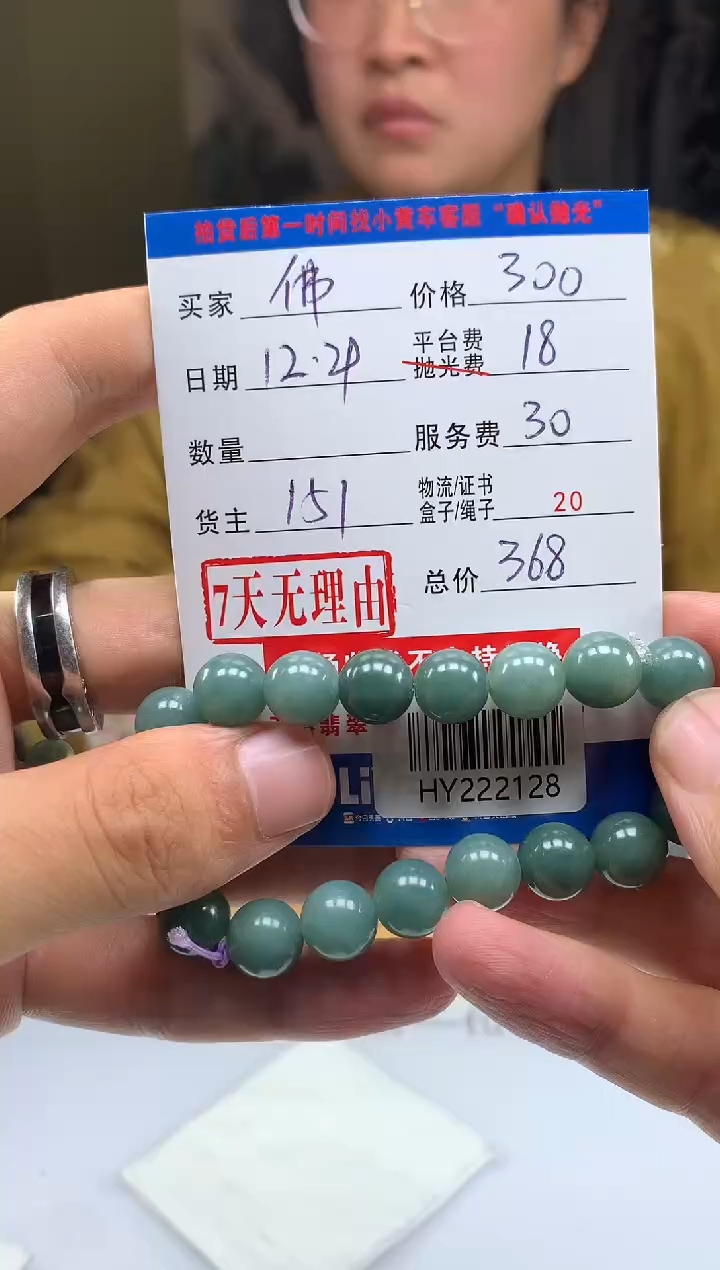 抽货后第一时间找小黄车客服“确认抛光”
买家 佛 价格 300
日期 12.24 平台费 抛光费 18
数量 服务费 30
货主 151 物流/证书 盒子/绳子 20
7天无理由 总价 368
翡翠
HY222128